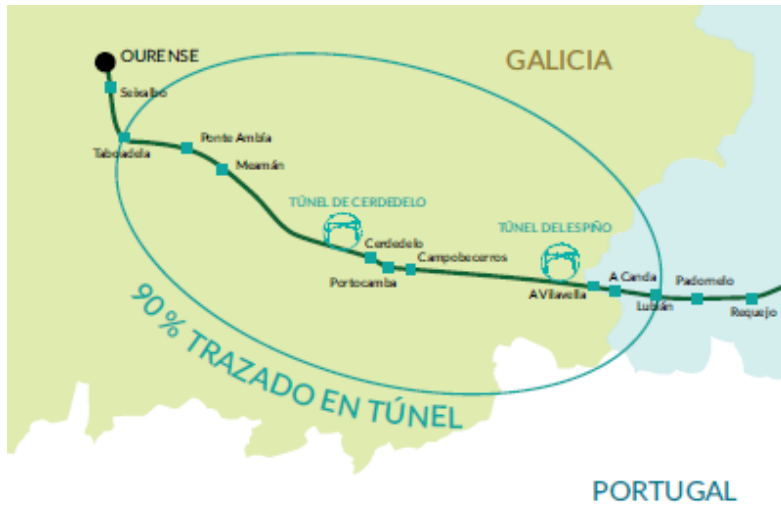 OURENSE
GALICIA
Seixalbo
Taboadela
Ponte Ambía
Meamán
TÚNEL DE CERDEDELO
TÚNEL DEL ESPIÑO
Cerdedelo
Campobecerros
Portocamba
A Canda
Padornelo
A Vilavella
Lubián
Requejo
90% TRAZADO EN TÚNEL
PORTUGAL